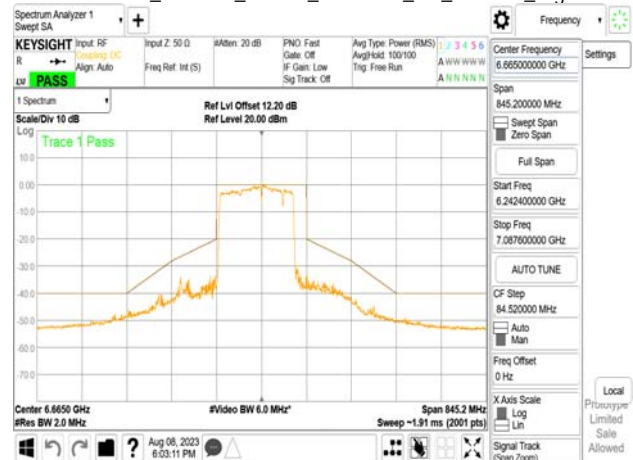 Spectrum Analyzer 1
Swept SA
Frequency
KEYSIGHT
R
LW
PASS
Input: RF
Coupling: DC
Align: Auto
Input Z: 50 Ω
Freq Ref: Int (S)
#Atten: 20 dB
PNO: Fast
Gate: Off
IF Gain: Low
Sig Track: Off
Avg Type: Power (RMS)
Avg|Hold: 100/100
Trig: Free Run
1 2 3 4 5 6
A W W W W W
A N N N N N
Center Frequency
6.665000000 GHz
Settings
Span
845.200000 MHz
Swept Span
Zero Span
Full Span
Start Freq
6.242400000 GHz
Stop Freq
7.087600000 GHz
AUTO TUNE
CF Step
84.520000 MHz
Auto
Man
Freq Offset
0 Hz
X Axis Scale
Log
Lin
Signal Track
(Span Zoom)
Local
Prototype
Limited
Sale
Allowed
1 Spectrum
Scale/Div 10 dB
Ref Lvl Offset 12.20 dB
Ref Level 20.00 dBm
Log
Trace 1 Pass
10.0
0.00
-10.0
-20.0
-30.0
-40.0
-50.0
-60.0
-70.0
Center 6.6650 GHz
#Res BW 2.0 MHz
#Video BW 6.0 MHz*
Span 845.2 MHz
Sweep ~1.91 ms (2001 pts)
Aug 08, 2023
6:03:11 PM